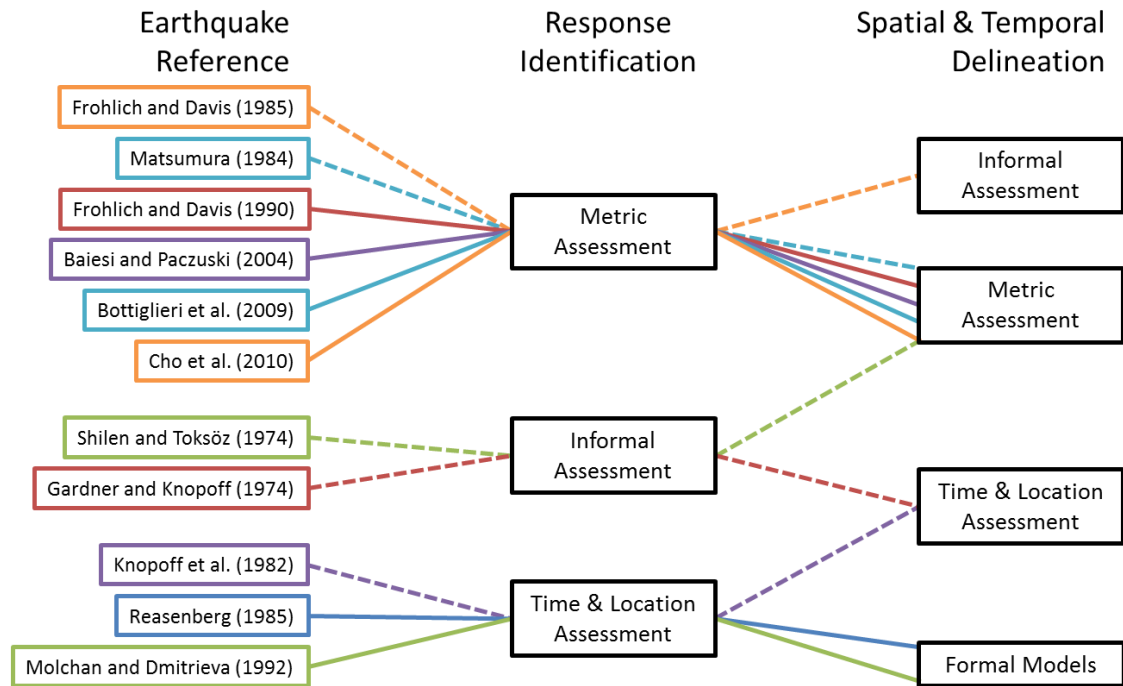 Earthquake
Reference
Response
Identification
Spatial & Temporal
Delineation
Frohlich and Davis (1985)
Matsumura (1984)
Frohlich and Davis (1990)
Baiesi and Paczuski (2004)
Bottiglieri et al. (2009)
Cho et al. (2010)
Shilen and Toksöz (1974)
Gardner and Knopoff (1974)
Knopoff et al. (1982)
Reasenberg (1985)
Molchan and Dmitrieva (1992)
Metric
Assessment
Informal
Assessment
Time & Location
Assessment
Informal
Assessment
Metric
Assessment
Time & Location
Assessment
Formal Models